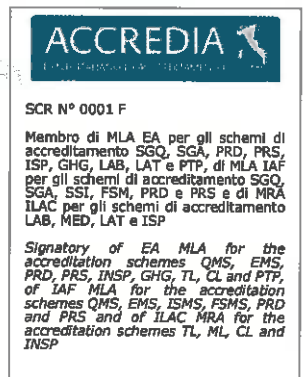 ACCREDIA
L'ENTE ITALIANO DI ACCREDITAMENTO
SCR N° 0001 F
Membro di MLA EA per gli schemi di
accreditamento SGQ, SGA, PRD, PRS,
ISP, GHG, LAB, LAT e PTP, di MLA IAF
per gli schemi di accreditamento SGQ,
SGA, SSI, FSM, PRD e PRS e di MRA
ILAC per gli schemi di accreditamento
LAB, MED, LAT e ISP
Signatory of EA MLA for the
accreditation schemes QMS, EMS,
PRD, PRS, INSP, GHG, TL, CL and PTP,
of IAF MLA for the accreditation
schemes QMS, EMS, ISMS, FSMS, PRD
and PRS and of ILAC MRA for the
accreditation schemes TL, ML, CL and
INSP